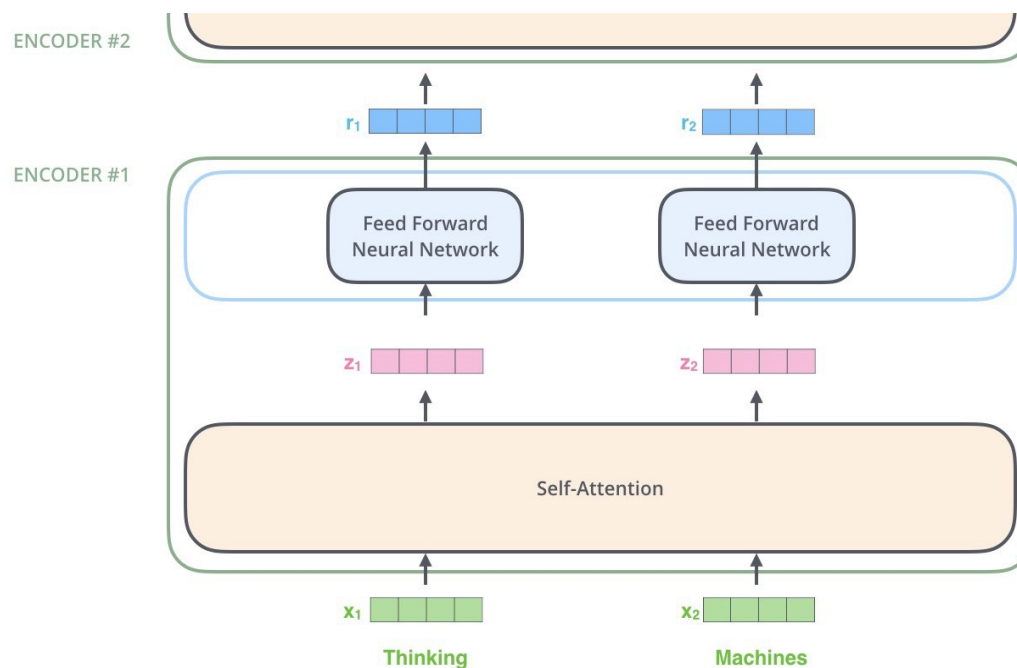 ENCODER #2
r₁ r₂
ENCODER #1
Feed Forward
Neural Network
Feed Forward
Neural Network
z₁ z₂
Self-Attention
x₁ x₂
Thinking Machines